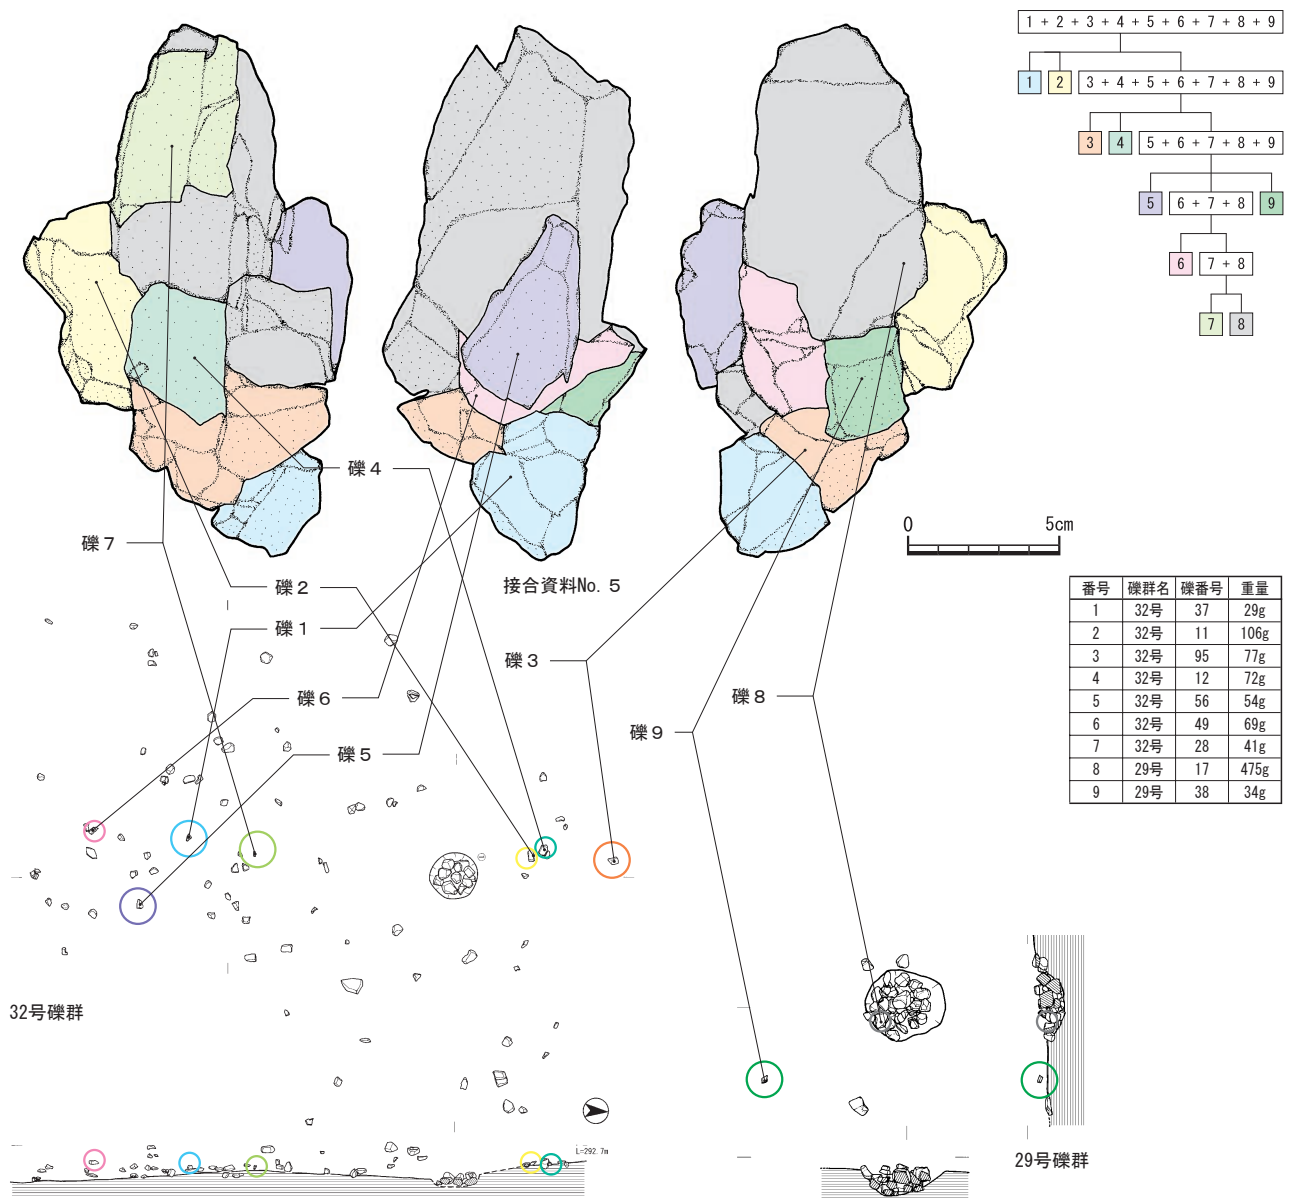 1 + 2 + 3 + 4 + 5 + 6 + 7 + 8 + 9
1
2
3 + 4 + 5 + 6 + 7 + 8 + 9
3
4
5 + 6 + 7 + 8 + 9
5
6 + 7 + 8
9
6
7 + 8
7
8
礫4
礫7
礫2
礫1
礫6
礫5
礫3
礫9
礫8
接合資料No. 5
0 5cm
番号 礫群名 礫番号 重量
1 32号 37 29g
2 32号 11 106g
3 32号 95 77g
4 32号 12 72g
5 32号 56 54g
6 32号 49 69g
7 32号 28 41g
8 29号 17 475g
9 29号 38 34g
32号礫群
L=292.7m
29号礫群